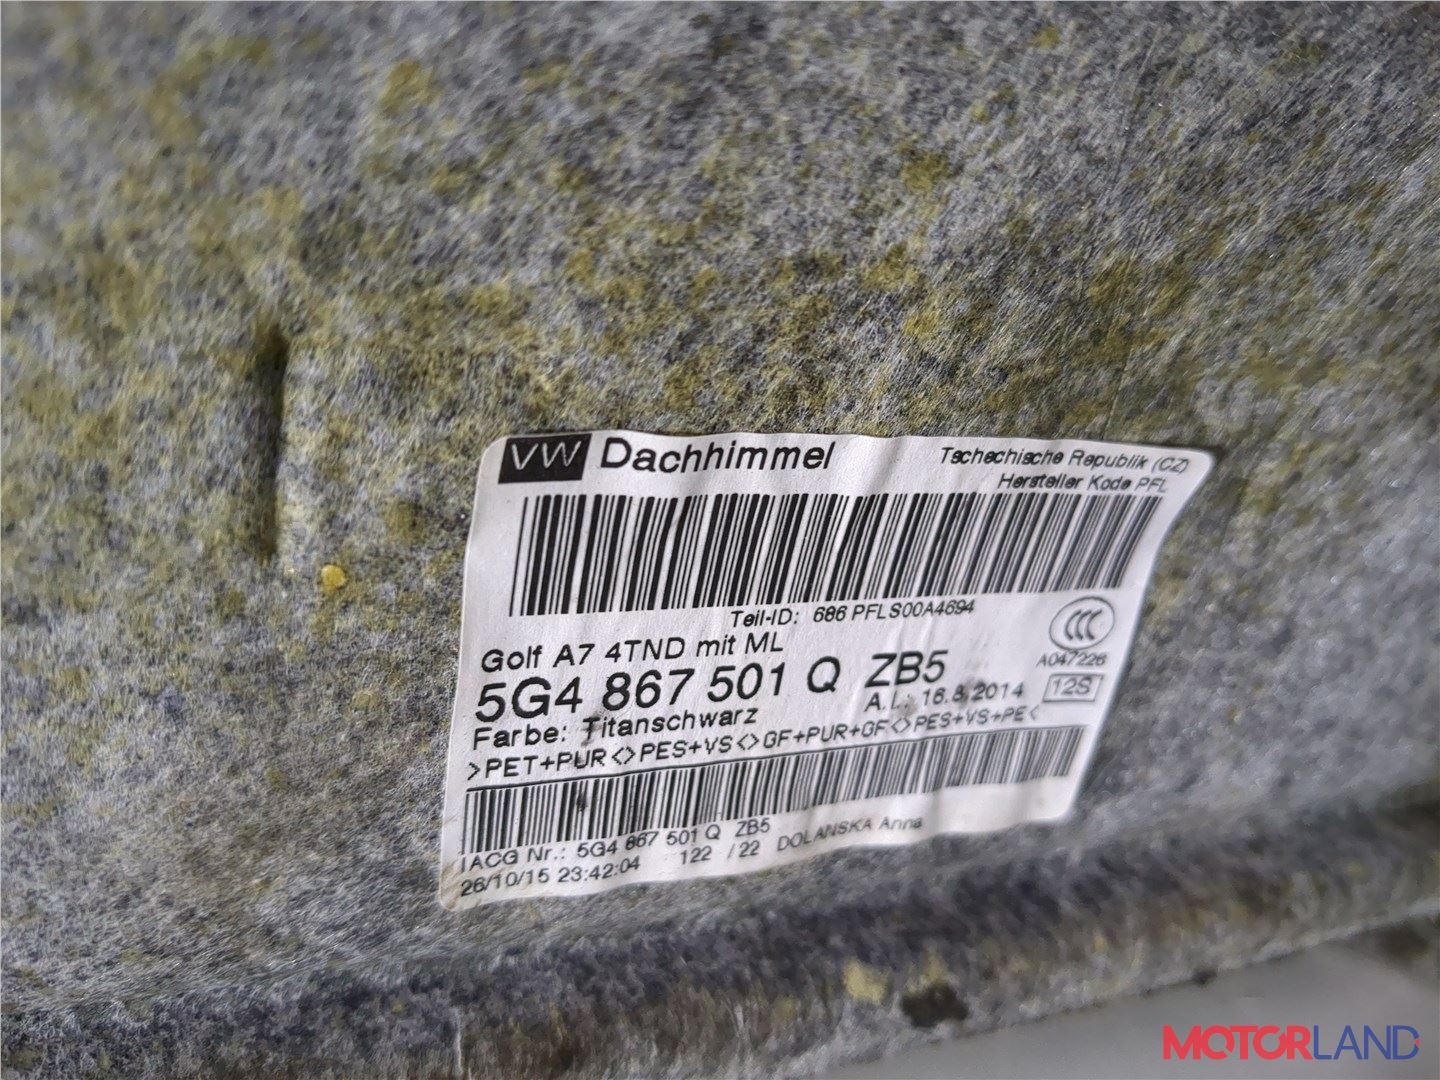 VW Dachhimmel
Tschechische Republik (CZ)
Hersteller Kode PFL
Teil-ID: 686 PFLS00A4694
Golf A7 4TND mit ML
CCC
A047226
5G4 867 501 Q ZB5
12S
Farbe: Titanschwarz
A.I.: 16.8.2014
>PET+PUR<>PES+VS<>GF+PUR+GF<>PES+VS+PE<
IACG Nr.: 5G4 867 501 Q ZB5
26/10/15 23:42:04 122 /22 DOLANSKA Anna
MOTORLAND